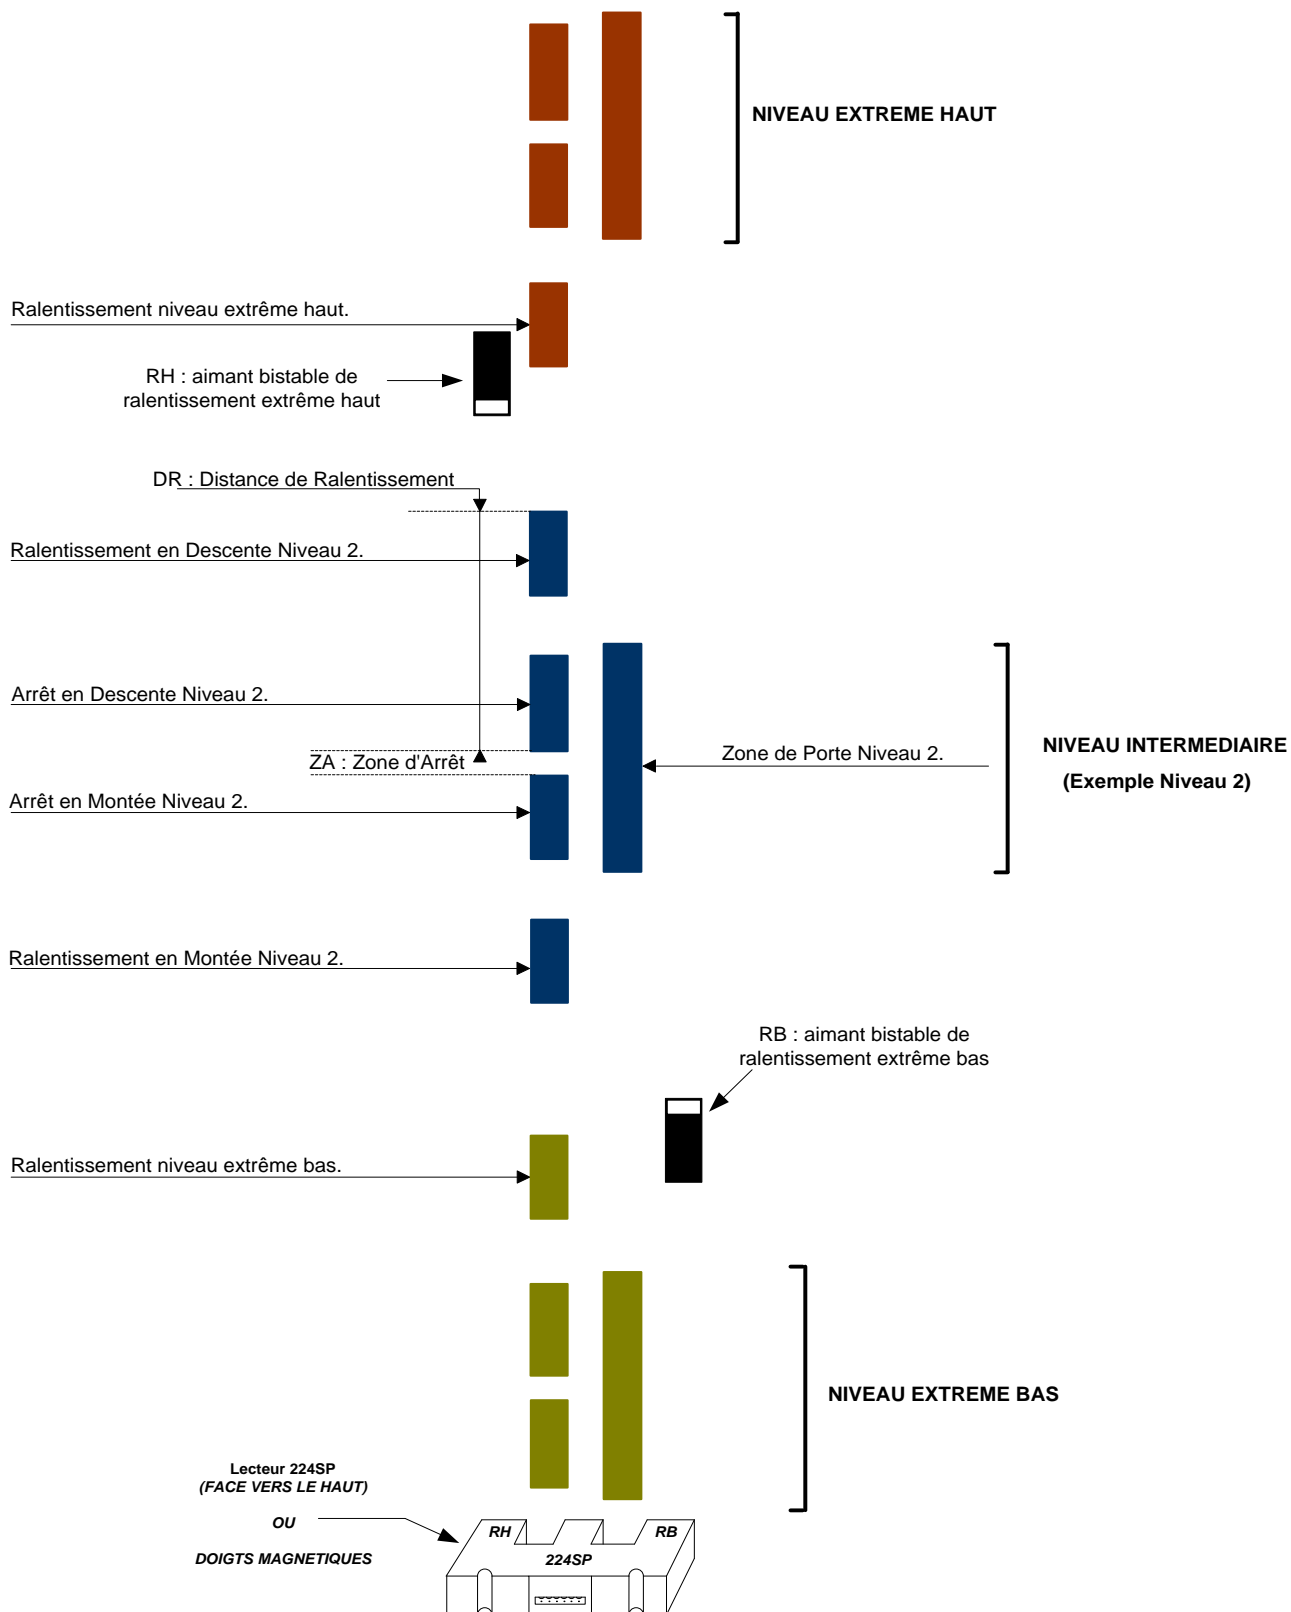 NIVEAU EXTREME HAUT
Ralentissement niveau extrême haut.
RH : aimant bistable de
ralentissement extrême haut
DR : Distance de Ralentissement
Ralentissement en Descente Niveau 2.
Arrêt en Descente Niveau 2.
Zone de Porte Niveau 2.
NIVEAU INTERMEDIAIRE
(Exemple Niveau 2)
ZA : Zone d'Arrêt
Arrêt en Montée Niveau 2.
Ralentissement en Montée Niveau 2.
RB : aimant bistable de
ralentissement extrême bas
Ralentissement niveau extrême bas.
NIVEAU EXTREME BAS
Lecteur 224SP
(FACE VERS LE HAUT)
OU
DOIGTS MAGNETIQUES
RH
RB
224SP